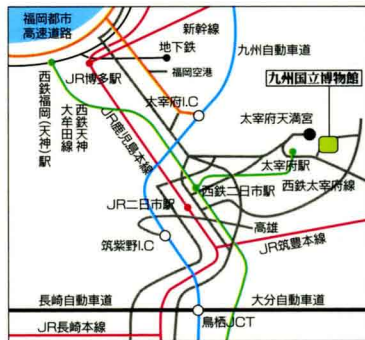 福岡都市
高速道路
新幹線
地下鉄
九州自動車道
JR博多駅
福岡空港
九州国立博物館
太宰府I.C
太宰府天満宮
西鉄福岡(天神)駅
西鉄天神
大牟田線
JR鹿児島本線
太宰府駅
西鉄二日市駅
西鉄太宰府線
JR二日市駅
高雄
筑紫野I.C
JR筑豊本線
長崎自動車道
大分自動車道
JR長崎本線
鳥栖JCT